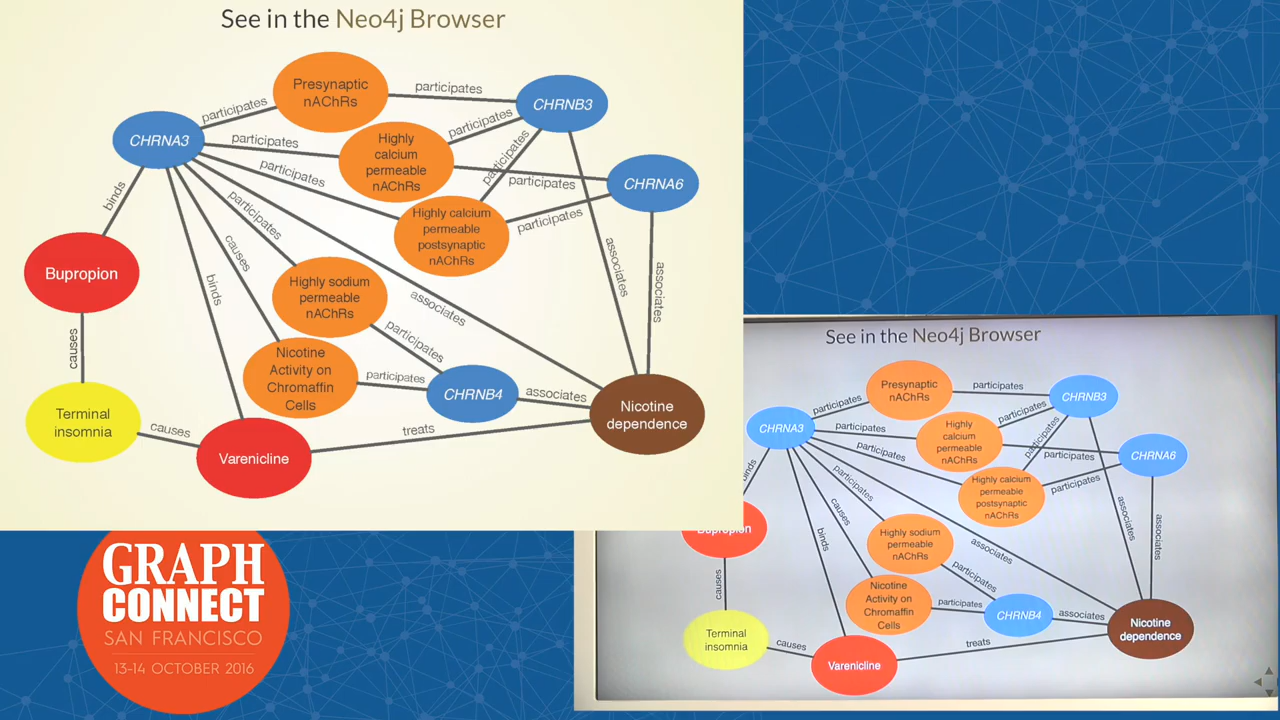 See in the Neo4j Browser
Presynaptic
nAChRs
participates
CHRNB3
participates
CHRNA3
participates
Highly
calcium
permeable
nAChRs
participates
participates
participates
participates
CHRNA6
binds
participates
Highly calcium
permeable
postsynaptic
nAChRs
participates
Bupropion
causes
binds
Highly sodium
permeable
nAChRs
associates
associates
associates
causes
participates
Nicotine
Activity on
Chromaffin
Cells
participates
CHRNB4
associates
Nicotine
dependence
Terminal
insomnia
causes
Varenicline
treats
See in the Neo4j Browser
Presynaptic
nAChRs
participates
CHRNB3
participates
CHRNA3
participates
Highly
calcium
permeable
nAChRs
participates
participates
participates
participates
CHRNA6
binds
participates
Highly calcium
permeable
postsynaptic
nAChRs
participates
Bupropion
causes
binds
Highly sodium
permeable
nAChRs
associates
associates
associates
causes
participates
Nicotine
Activity on
Chromaffin
Cells
participates
CHRNB4
associates
Nicotine
dependence
Terminal
insomnia
causes
Varenicline
treats
GRAPH
CONNECT
SAN FRANCISCO
13-14 OCTOBER 2016